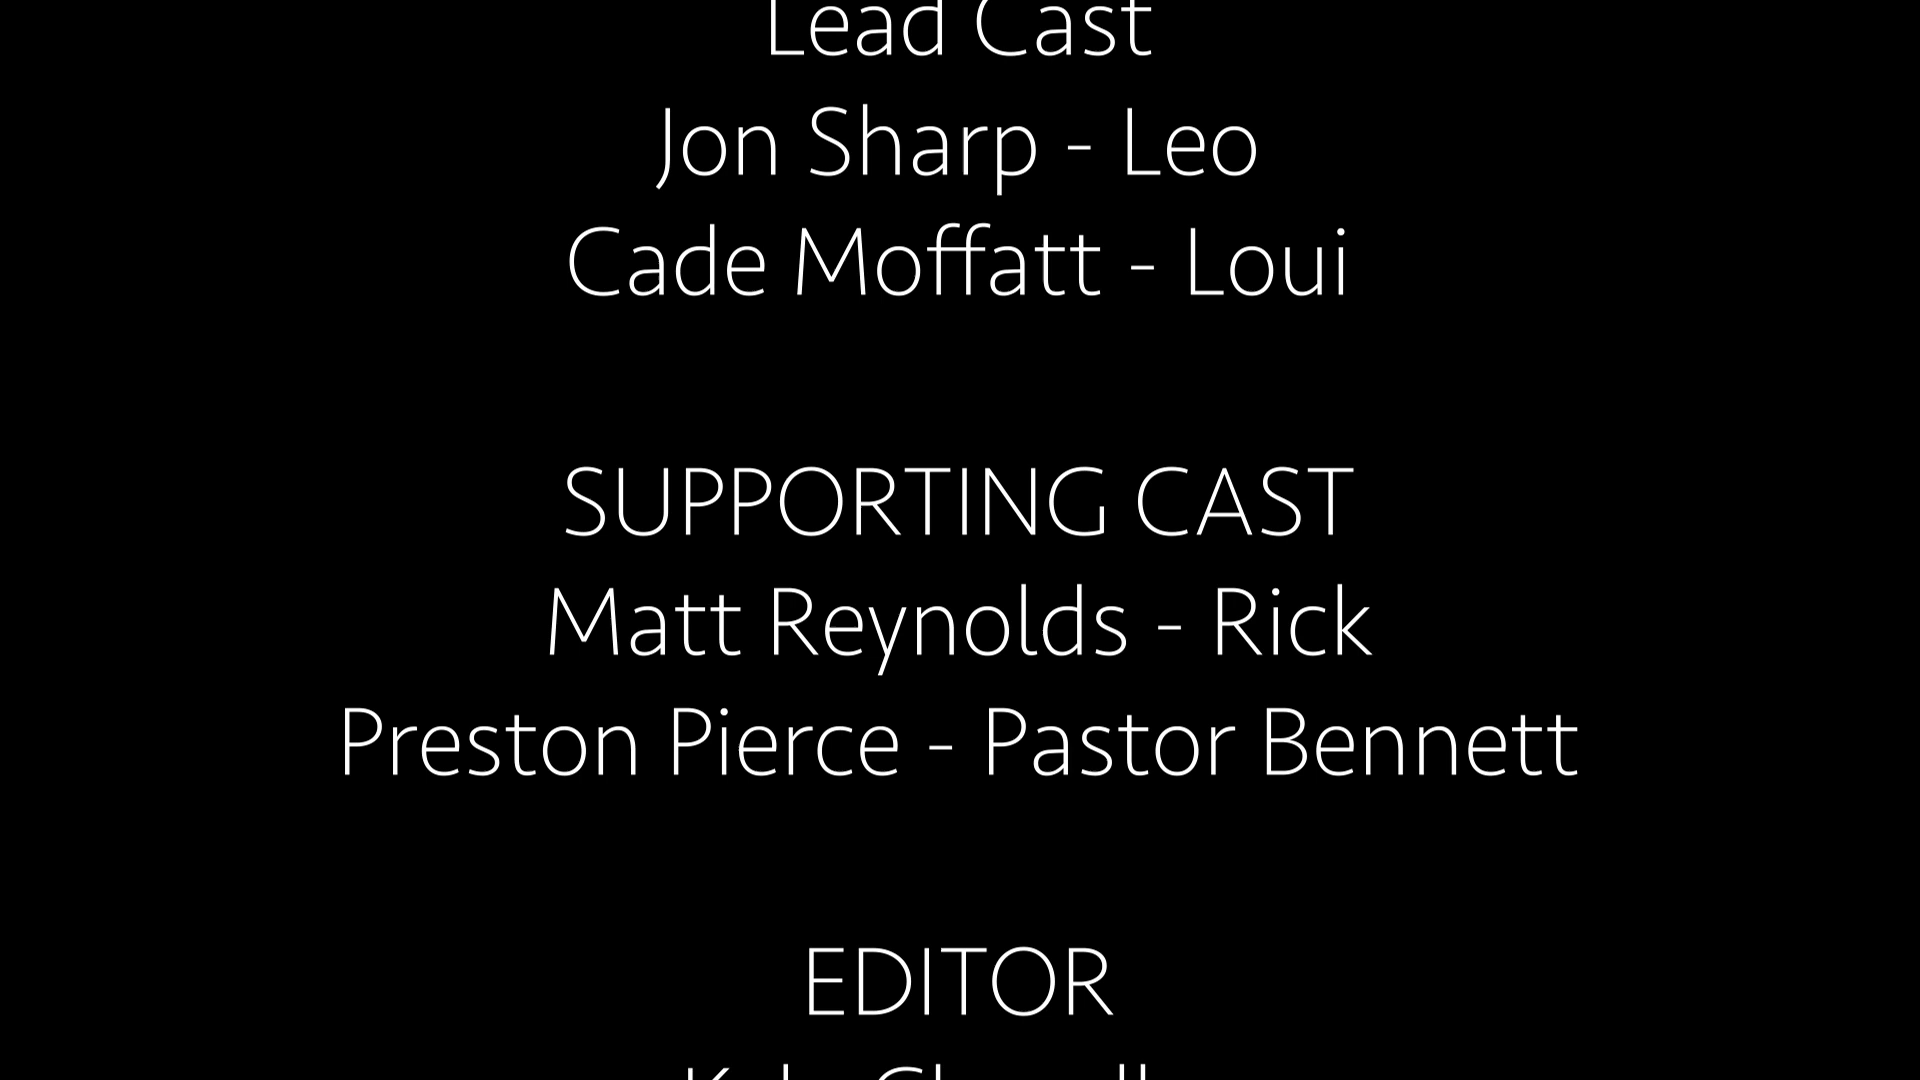 Lead Cast
Jon Sharp - Leo
Cade Moffatt - Loui
SUPPORTING CAST
Matt Reynolds - Rick
Preston Pierce - Pastor Bennett
EDITOR